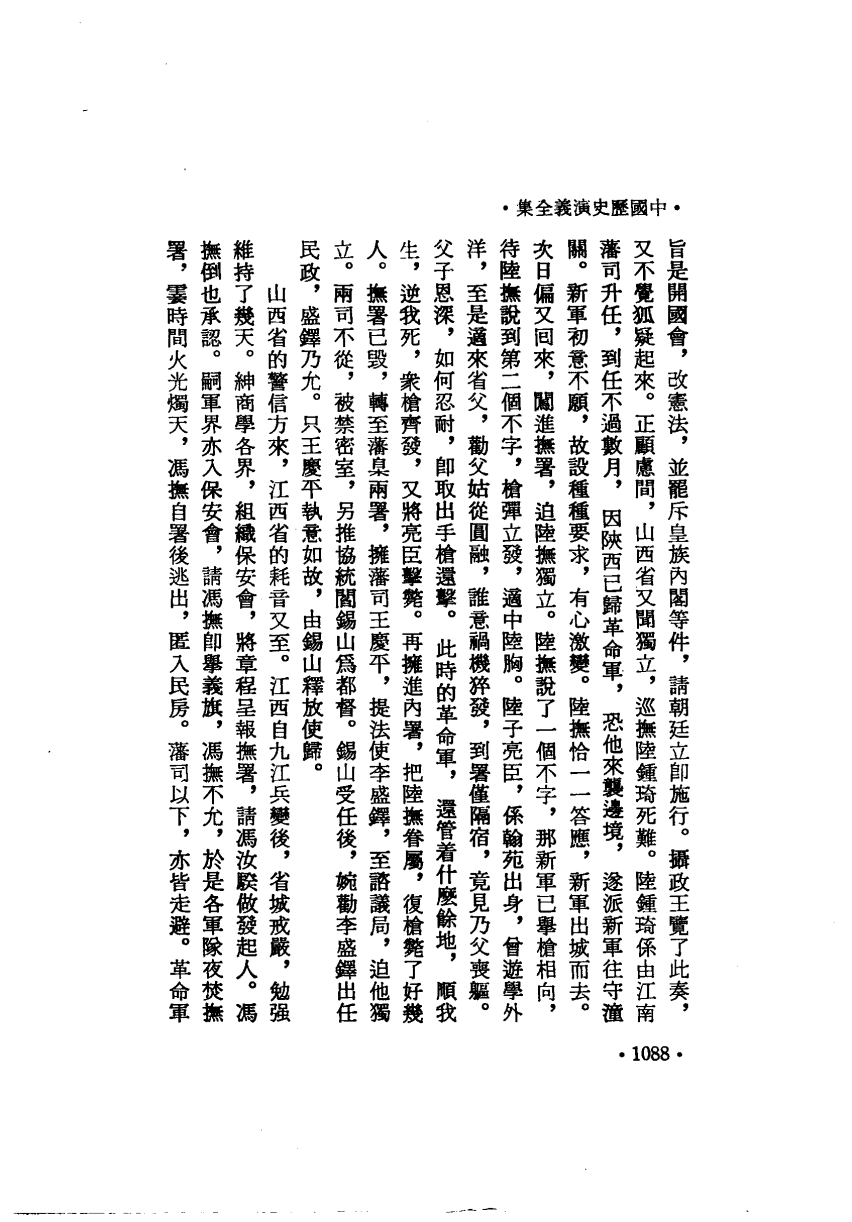 ·中國歷史演義全集·
旨是開國會，改憲法，並罷斥皇族內閣等件，請朝廷立卽施行。攝政王覽了此奏，
又不覺狐疑起來。正顧慮間，山西省又聞獨立，巡撫陸鍾琦死難。陸鍾琦係由江南
藩司升任，到任不過數月，因陝西已歸革命軍，恐他來襲邊境，遂派新軍往守潼
關。新軍初意不願，故設種種要求，有心激變。陸撫恰一一答應，新軍出城而去。
次日偏又回來，闖進撫署，迫陸撫獨立。陸撫說了一個不字，那新軍已舉槍相向，
待陸撫說到第二個不字，槍彈立發，適中陸胸。陸子亮臣，係翰苑出身，曾遊學外
洋，至是適來省父，勸父姑從圓融，誰意禍機猝發，到署僅隔宿，竟見乃父喪軀。
父子恩深，如何忍耐，卽取出手槍還擊。此時的革命軍，還管着什麼餘地，順我
生，逆我死，衆槍齊發，又將亮臣擊斃。再擁進內署，把陸撫眷屬，復槍斃了好幾
人。撫署已毀，轉至藩臬兩署，擁藩司王慶平，提法使李盛鐸，至諮議局，迫他獨
立。兩司不從，被禁密室，另推協統閻錫山爲都督。錫山受任後，婉勸李盛鐸出任
民政，盛鐸乃允。只王慶平執意如故，由錫山釋放使歸。
山西省的警信方來，江西省的耗音又至。江西自九江兵變後，省城戒嚴，勉强
維持了幾天。紳商學各界，組織保安會，將章程呈報撫署，請馮汝騤做發起人。馮
撫倒也承認。嗣軍界亦入保安會，請馮撫卽舉義旗，馮撫不允，於是各軍隊夜焚撫
署，霎時間火光燭天，馮撫自署後逃出，匿入民房。藩司以下，亦皆走避。革命軍
·1088·